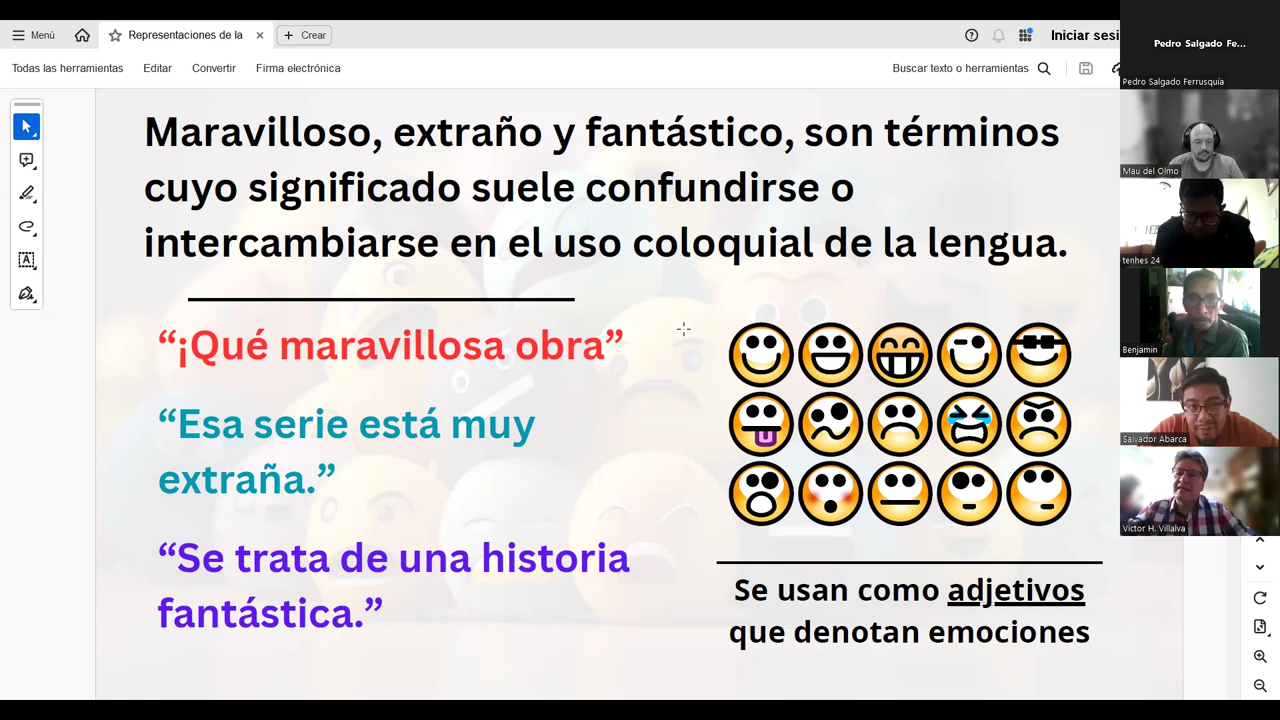 Menú
Representaciones de la
Crear
Iniciar sesi
Todas las herramientas
Editar
Convertir
Firma electrónica
Buscar texto o herramientas
Maravilloso, extraño y fantástico, son términos
cuyo significado suele confundirse o
intercambiarse en el uso coloquial de la lengua.
“¡Qué maravillosa obra”
“Esa serie está muy
extraña.”
“Se trata de una historia
fantástica.”
Se usan como adjetivos
que denotan emociones
Pedro Salgado Fe...
Pedro Salgado Ferrusquía
Mau del Olmo
tenhes 24
Benjamin
Salvador Abarca
Victor H. Villalva